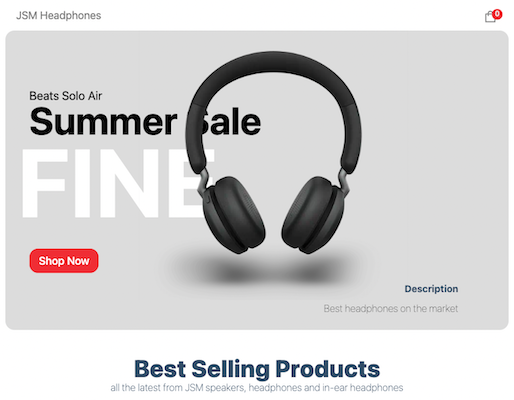 JSM Headphones
0
Beats Solo Air
Summer Sale
FINE
Shop Now
Description
Best headphones on the market
Best Selling Products
all the latest from JSM speakers, headphones and in-ear headphones